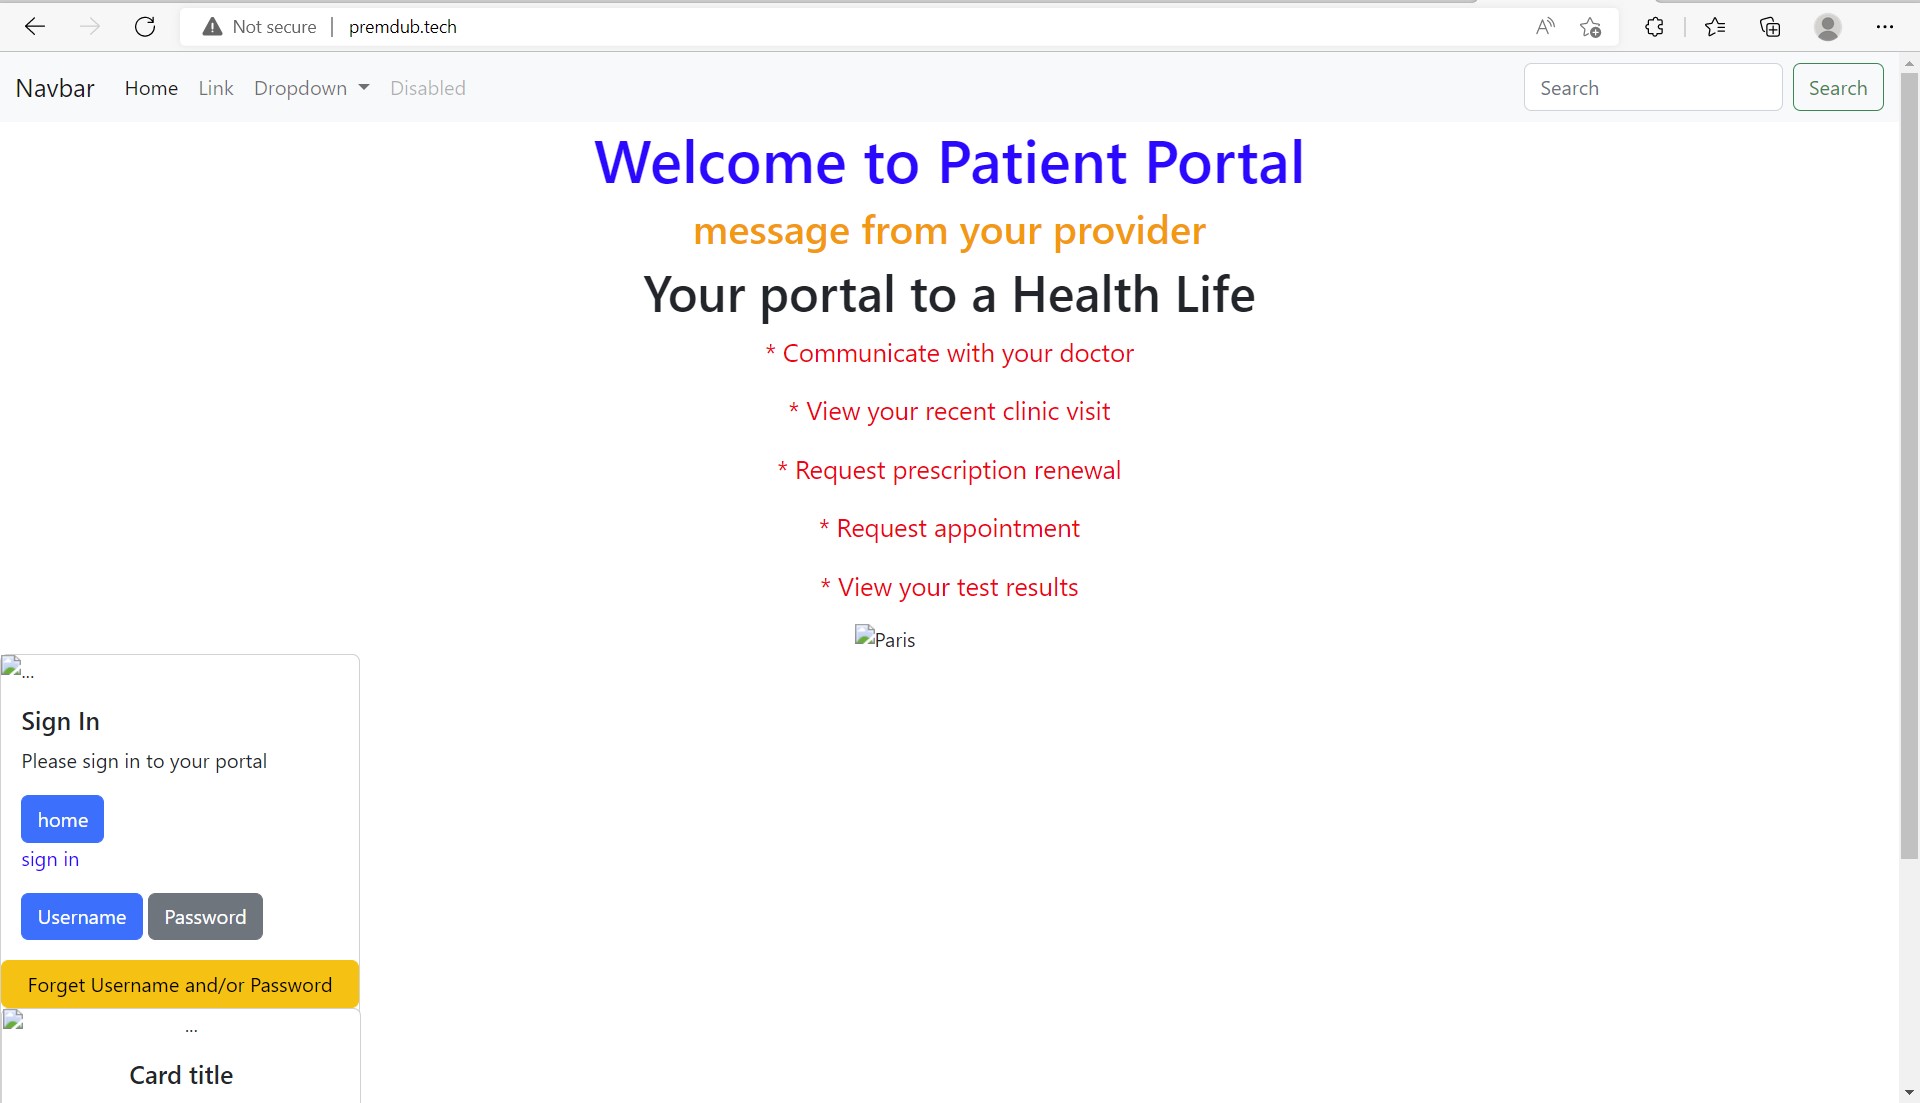 Not secure | premdub.tech
Navbar Home Link Dropdown Disabled Search Search
Welcome to Patient Portal
message from your provider
Your portal to a Health Life
* Communicate with your doctor
* View your recent clinic visit
* Request prescription renewal
* Request appointment
* View your test results
Paris
...
Sign In
Please sign in to your portal
home
sign in
Username Password
Forget Username and/or Password
...
Card title